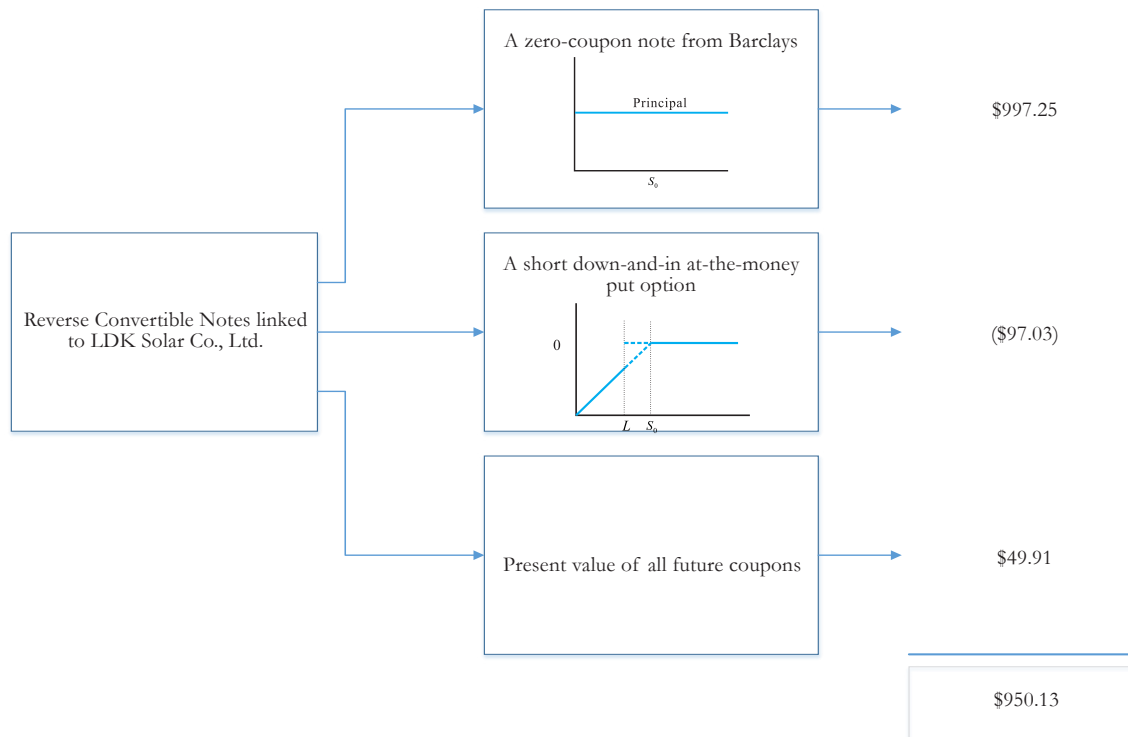 A zero-coupon note from Barclays
Principal
S₀
$997.25
Reverse Convertible Notes linked
to LDK Solar Co., Ltd.
A short down-and-in at-the-money
put option
0
L S₀
($97.03)
Present value of all future coupons
$49.91
$950.13